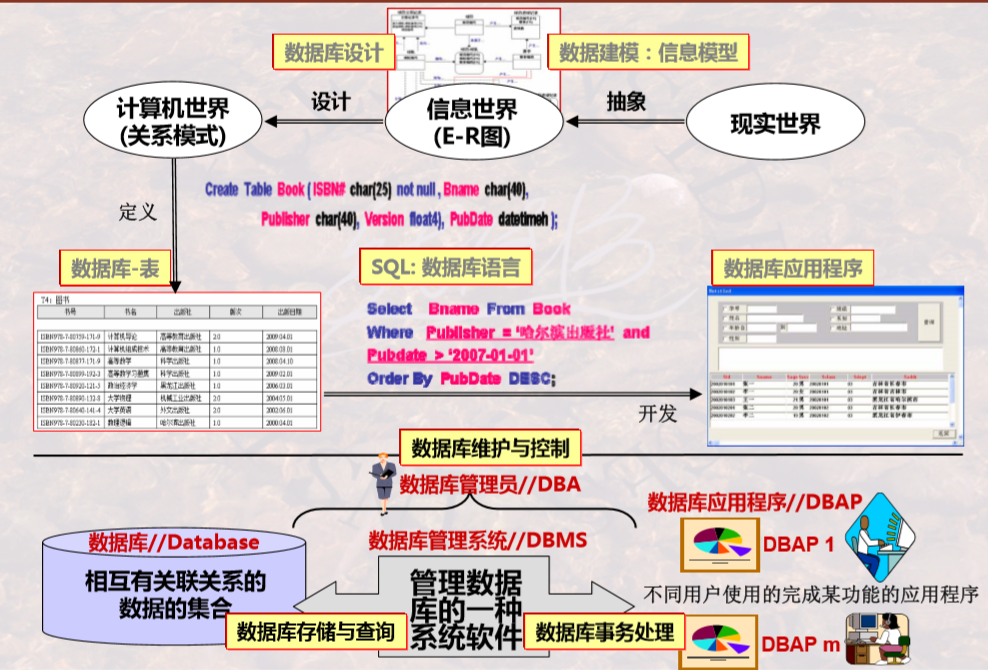 数据库设计
数据建模：信息模型
计算机世界
(关系模式)
设计
信息世界
(E-R图)
抽象
现实世界
定义
Create Table Book ( ISBN# char(25) not null , Bname char(40),
Publisher char(40), Version float4), PubDate datetimeh );
数据库-表
SQL: 数据库语言
数据库应用程序
74：图书
书号 书名 出版社 版次 出版日期
ISBN978-7-80759-171-9 计算机导论 高等教育出版社 2.0 2009.04.01
ISBN978-7-80860-172-1 计算机组成技术 高等教育出版社 1.0 2008.08.01
ISBN978-7-80877-171-9 高等数学 科学出版社 1.0 2008.04.10
ISBN978-7-8089-192-3 高等数学习题集 科学出版社 1.0 2009.02.01
ISBN978-7-80920-121-3 政治经济学 黑龙江出版社 1.0 2006.03.01
ISBN978-7-80890-132-8 大学物理 机械工业出版社 2.0 2004.05.01
ISBN978-7-80640-141-4 大学英语 外文出版社 2.0 2002.06.01
ISBN978-7-80230-182-1 数理逻辑 哈尔滨出版社 1.0 2000.04.01
Select Bname From Book
Where Publisher = ‘哈尔滨出版社’ and
Pubdate > ‘2007-01-01’
Order By PubDate DESC;
开发
数据库维护与控制
数据库管理员//DBA
数据库//Database
相互有关联关系的
数据的集合
数据库管理系统//DBMS
管理数据
库的一种
系统软件
数据库存储与查询
数据库事务处理
数据库应用程序//DBAP
DBAP 1
不同用户使用的完成某功能的应用程序
DBAP m